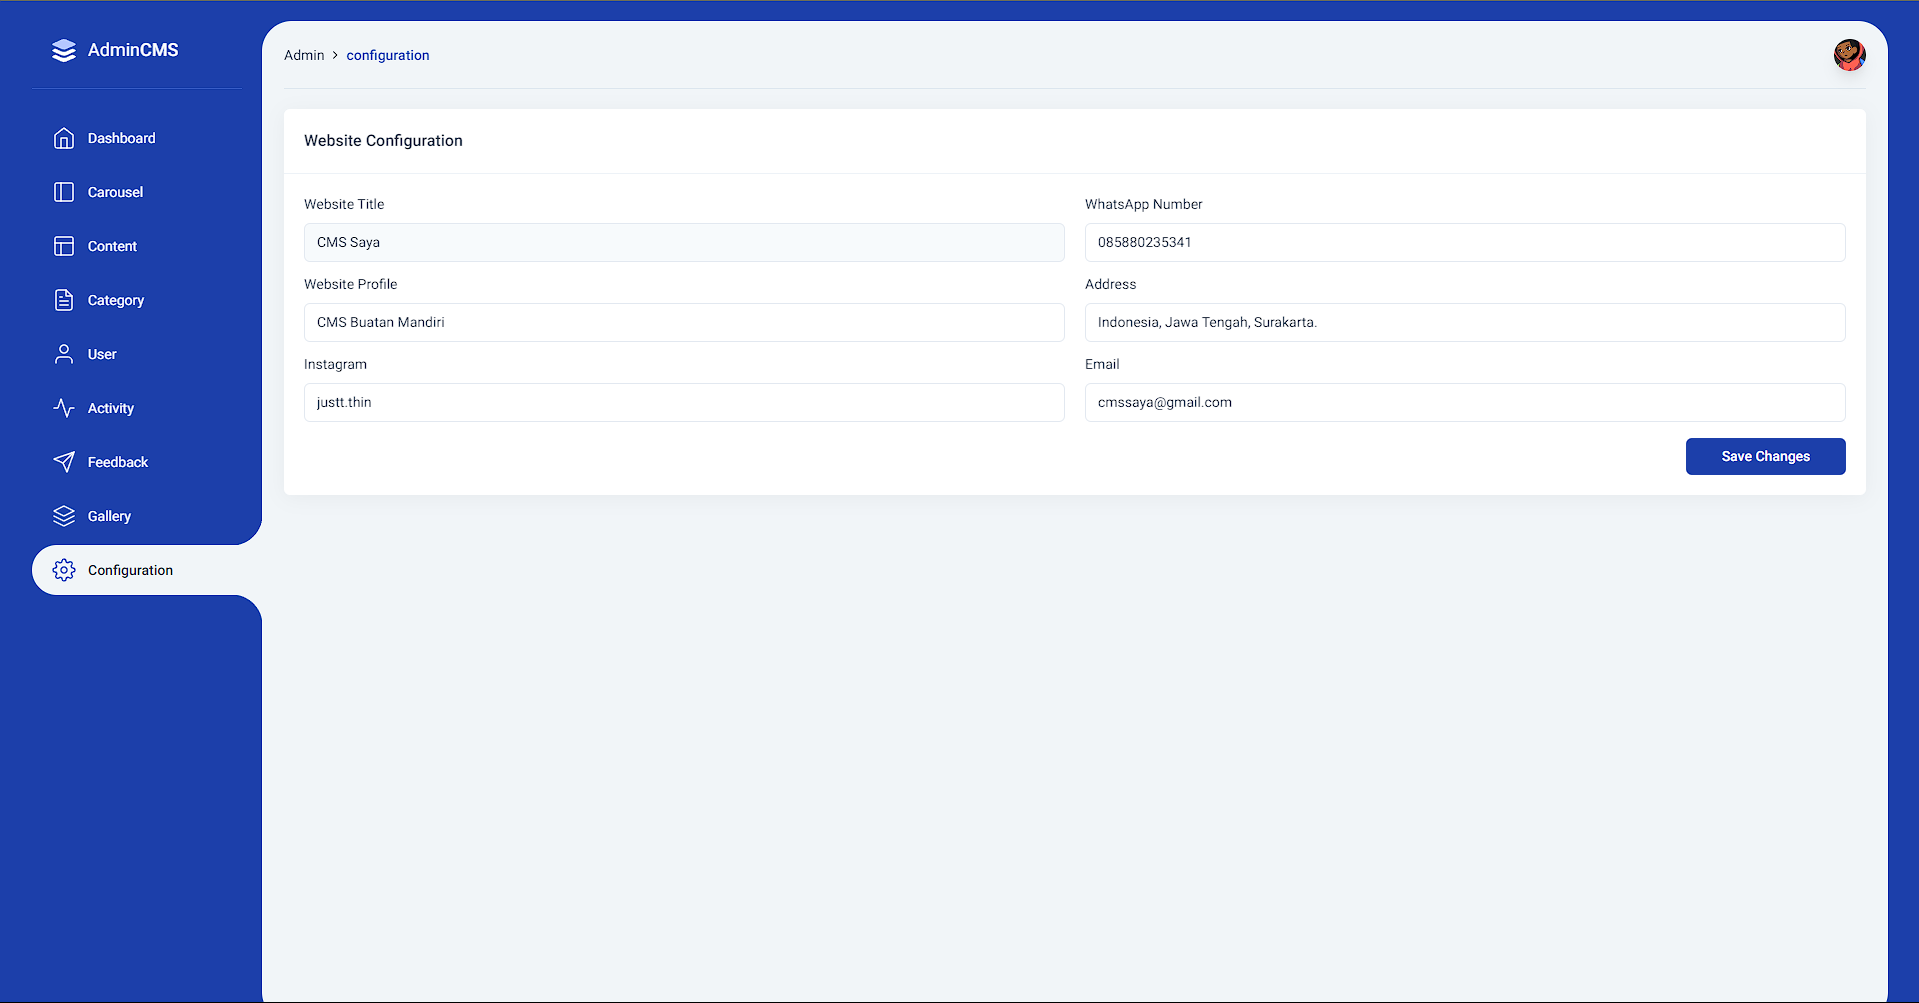 AdminCMS
Dashboard
Carousel
Content
Category
User
Activity
Feedback
Gallery
Configuration
Admin > configuration
Website Configuration
Website Title
CMS Saya
WhatsApp Number
085880235341
Website Profile
CMS Buatan Mandiri
Address
Indonesia, Jawa Tengah, Surakarta.
Instagram
justt.thin
Email
cmssaya@gmail.com
Save Changes